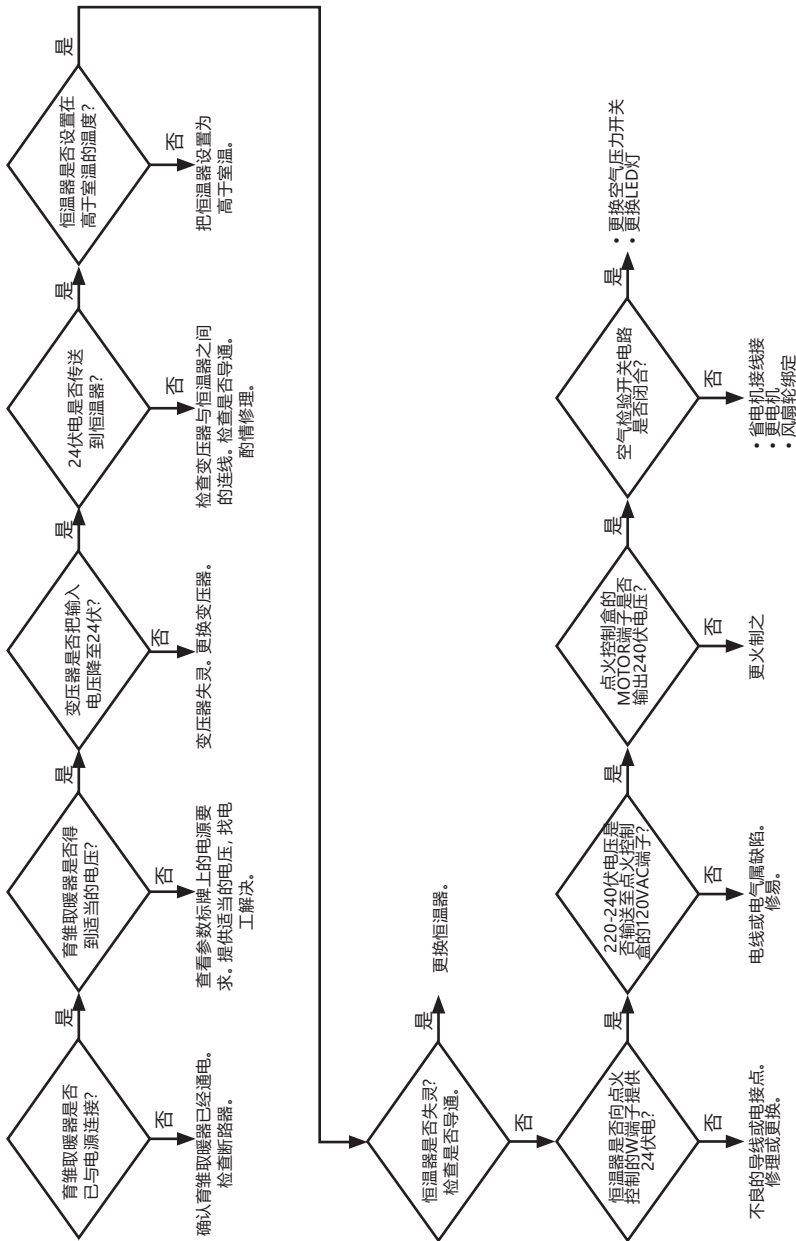 育雏取暖器是否
已与电源连接？
是
否
确认育雏取暖器已经通电。
检查断路器。
育雏取暖器是否得
到适当的电压？
是
否
查看参数标牌上的电源要
求。提供适当的电压，找电
工解决。
变压器是否把输入
电压降至24伏？
是
否
变压器失灵。更换变压器。
24伏电是否传送
到恒温器？
是
否
检查变压器与恒温器之间
的连线。检查是否导通。
酌情修理。
恒温器是否设置在
高于室温的温度？
是
否
把恒温器设置为
高于室温。
恒温器是否失灵？
检查是否导通。
是
更换恒温器。
否
恒温器是否向点火
控制的W端子提供
24伏电？
是
否
不良的导线或电接点。
修理或更换。
220-240伏电压是
否输送至点火控制
盒的120VAC端子？
是
否
电线或电气属缺陷。
修易。
点火控制盒的
MOTOR端子是否
输出240伏电压？
是
否
更火制之
空气检验开关电路
是否闭合？
是
• 更换空气压力开关
• 更换LED灯
否
• 省电机接线接
• 更电机
• 风扇轮绑定